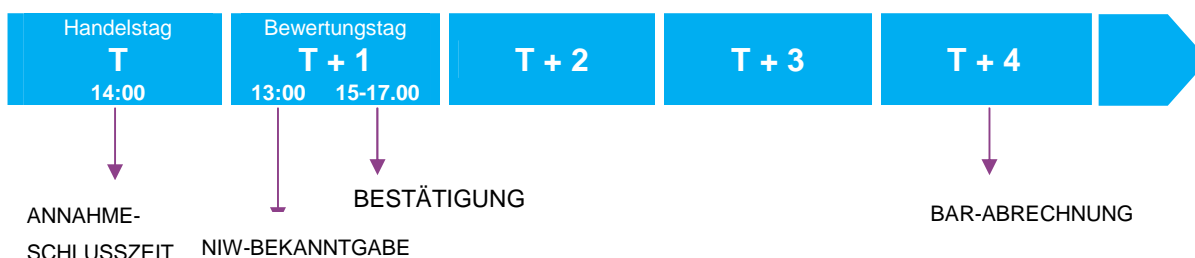 Handelstag
T
14:00
Bewertungstag
T + 1
13:00 15-17.00
T + 2
T + 3
T + 4
ANNAHME-
SCHLUSSZEIT
NIW-BEKANNTGABE
BESTÄTIGUNG
BAR-ABRECHNUNG